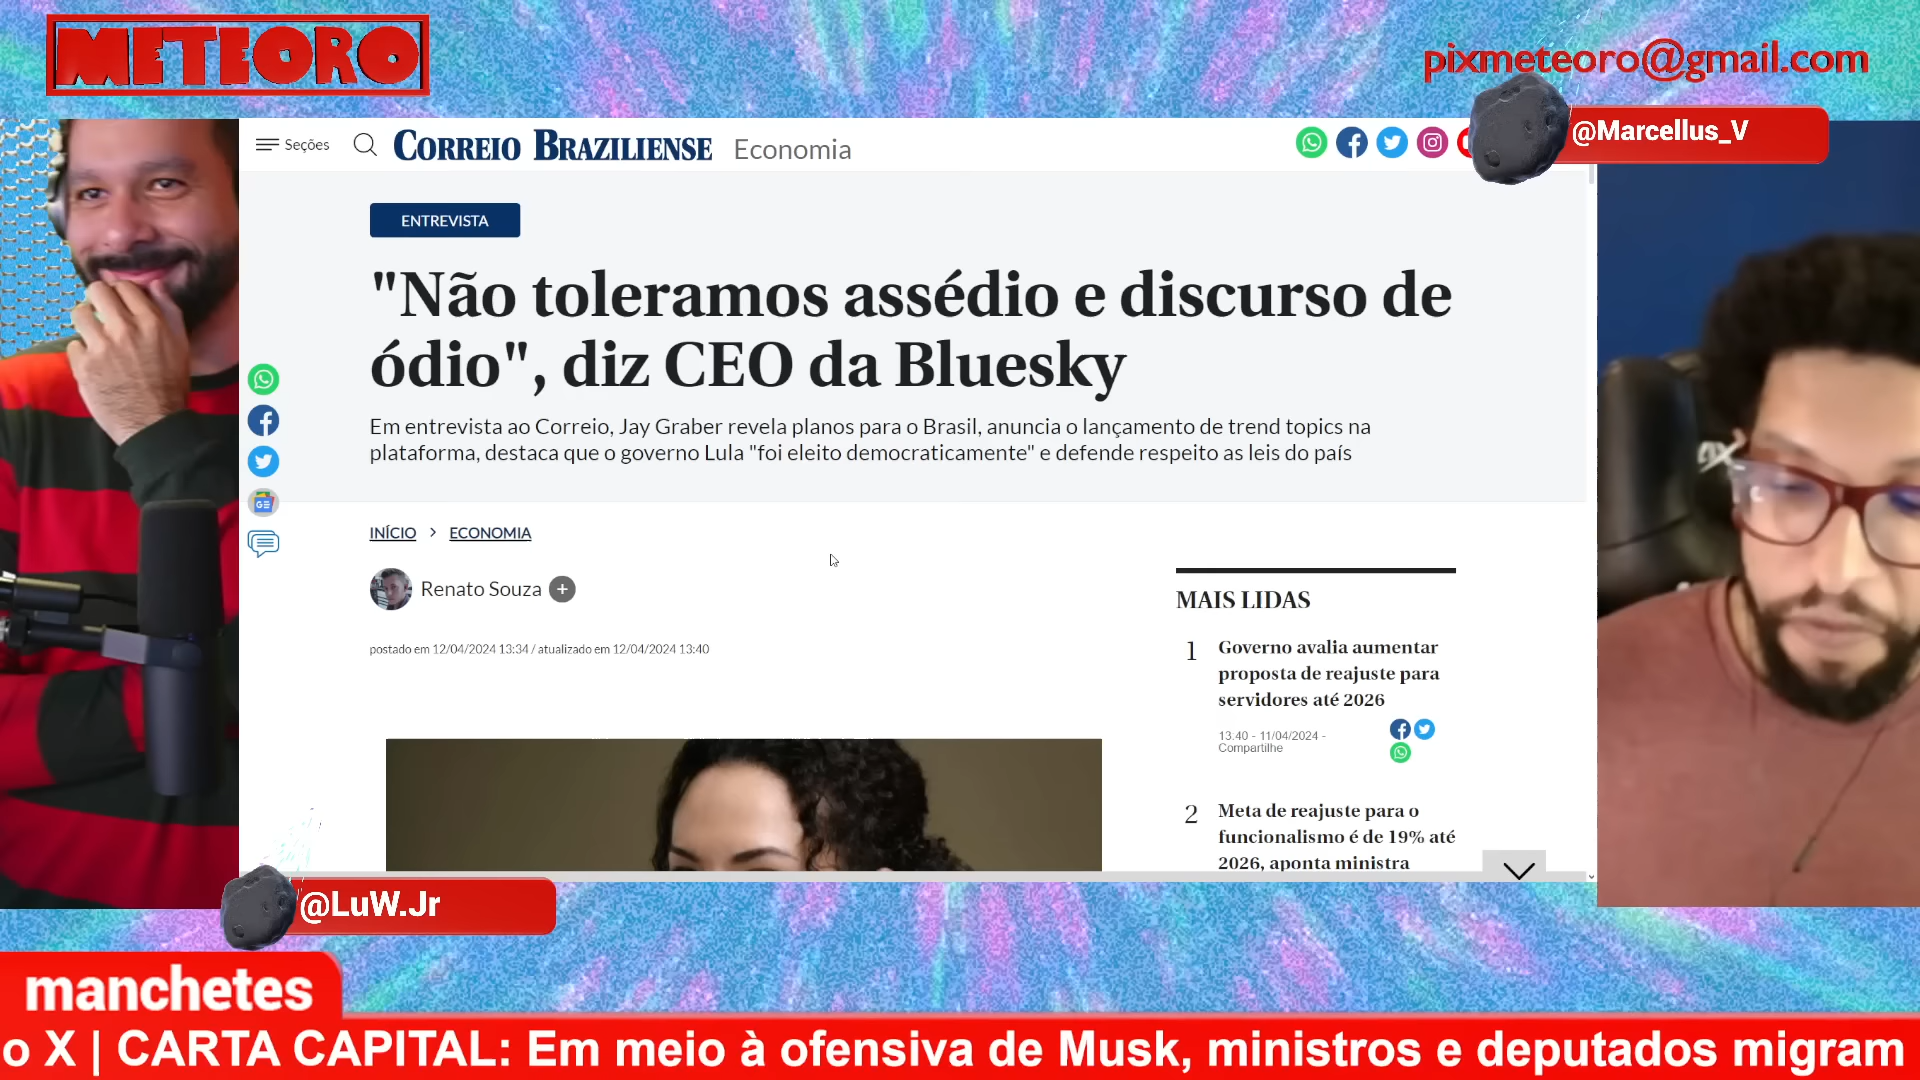 METEORO
pixmeteoro@gmail.com
@Marcellus_V
Seções
CORREIO BRAZILIENSE
Economia
ENTREVISTA
"Não toleramos assédio e discurso de
ódio", diz CEO da Bluesky
Em entrevista ao Correio, Jay Graber revela planos para o Brasil, anuncia o lançamento de trend topics na
plataforma, destaca que o governo Lula "foi eleito democraticamente" e defende respeito as leis do país
INÍCIO > ECONOMIA
Renato Souza +
postado em 12/04/2024 13:34 / atualizado em 12/04/2024 13:40
MAIS LIDAS
1 Governo avalia aumentar
proposta de reajuste para
servidores até 2026
13:40 - 11/04/2024 -
Compartilhe
2 Meta de reajuste para o
funcionalismo é de 19% até
2026, aponta ministra
@LuW.Jr
manchetes
o X | CARTA CAPITAL: Em meio à ofensiva de Musk, ministros e deputados migram